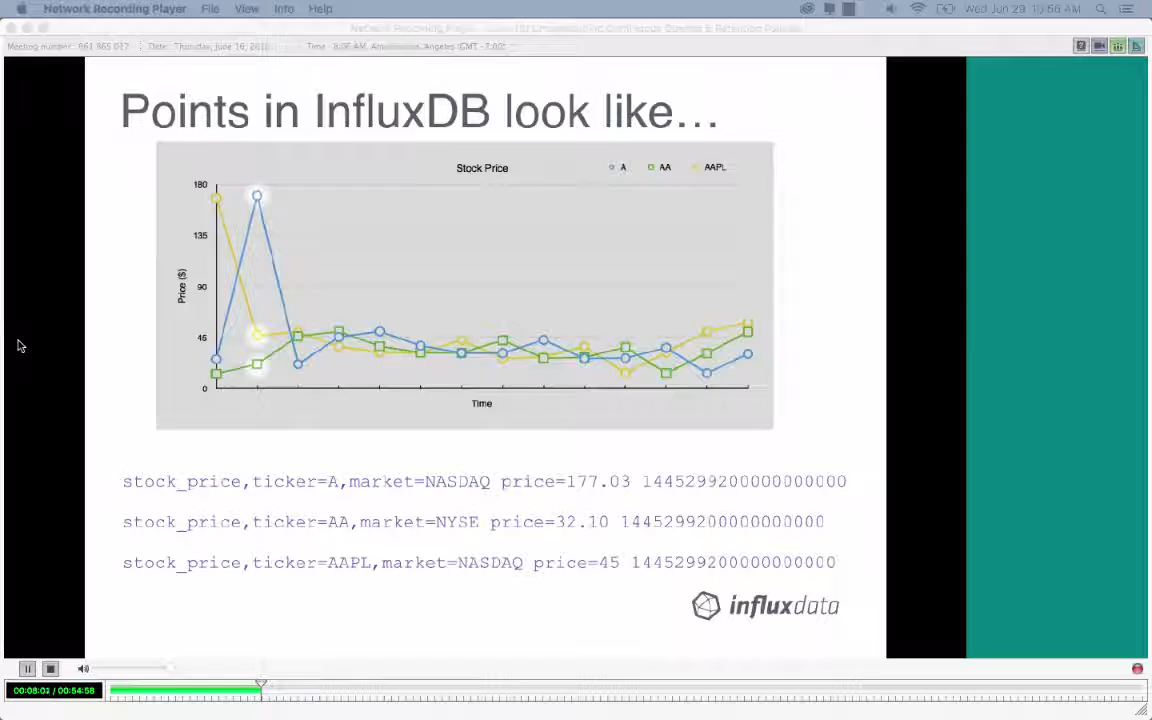 Network Recording Player File View Info Help Wed Jun 29 10:56 AM
Points in InfluxDB look like…
Stock Price
A AA AAPL
180
135
90
45
0
Price ($)
Time
stock_price,ticker=A,market=NASDAQ price=177.03 1445299200000000000
stock_price,ticker=AA,market=NYSE price=32.10 1445299200000000000
stock_price,ticker=AAPL,market=NASDAQ price=45 1445299200000000000
influxdata
00:08:02 / 00:54:58